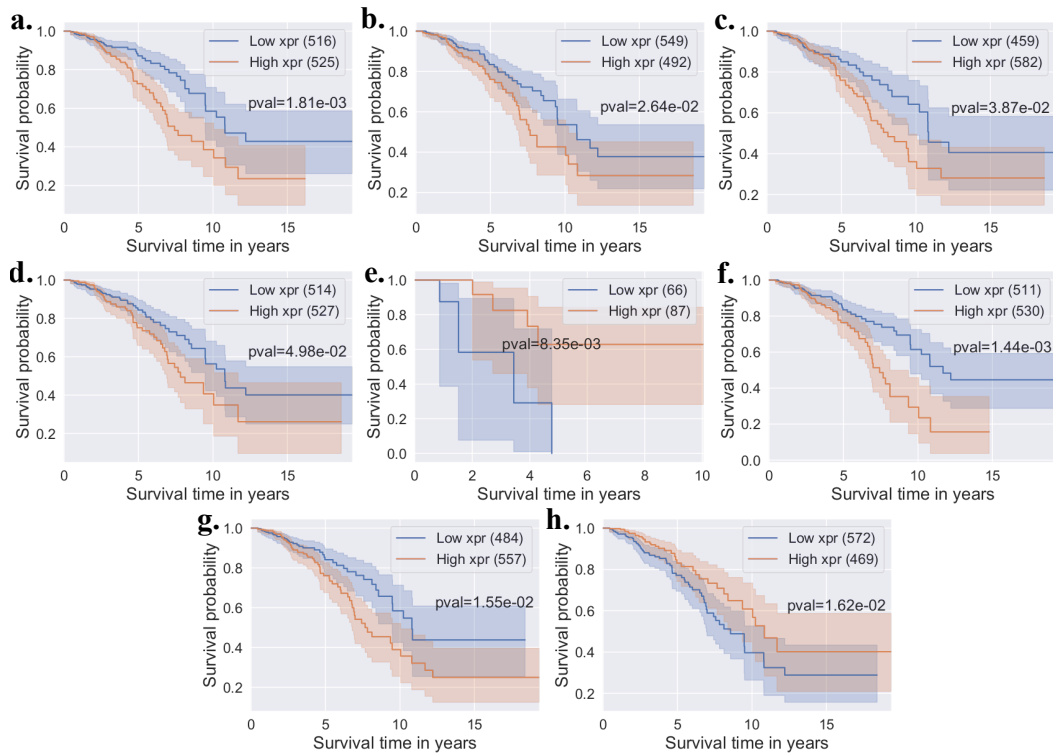 a.
Survival probability
1.0
0.8
0.6
0.4
0.2
Low xpr (516)
High xpr (525)
pval=1.81e-03
0 5 10 15
Survival time in years
b.
Survival probability
1.0
0.8
0.6
0.4
0.2
Low xpr (549)
High xpr (492)
pval=2.64e-02
0 5 10 15
Survival time in years
c.
Survival probability
1.0
0.8
0.6
0.4
0.2
Low xpr (459)
High xpr (582)
pval=3.87e-02
0 5 10 15
Survival time in years
d.
Survival probability
1.0
0.8
0.6
0.4
0.2
Low xpr (514)
High xpr (527)
pval=4.98e-02
0 5 10 15
Survival time in years
e.
Survival probability
1.0
0.8
0.6
0.4
0.2
0.0
Low xpr (66)
High xpr (87)
pval=8.35e-03
0 2 4 6 8 10
Survival time in years
f.
Survival probability
1.0
0.8
0.6
0.4
0.2
0.0
Low xpr (511)
High xpr (530)
pval=1.44e-03
0 5 10 15
Survival time in years
g.
Survival probability
1.0
0.8
0.6
0.4
0.2
Low xpr (484)
High xpr (557)
pval=1.55e-02
0 5 10 15
Survival time in years
h.
Survival probability
1.0
0.8
0.6
0.4
0.2
Low xpr (572)
High xpr (469)
pval=1.62e-02
0 5 10 15
Survival time in years